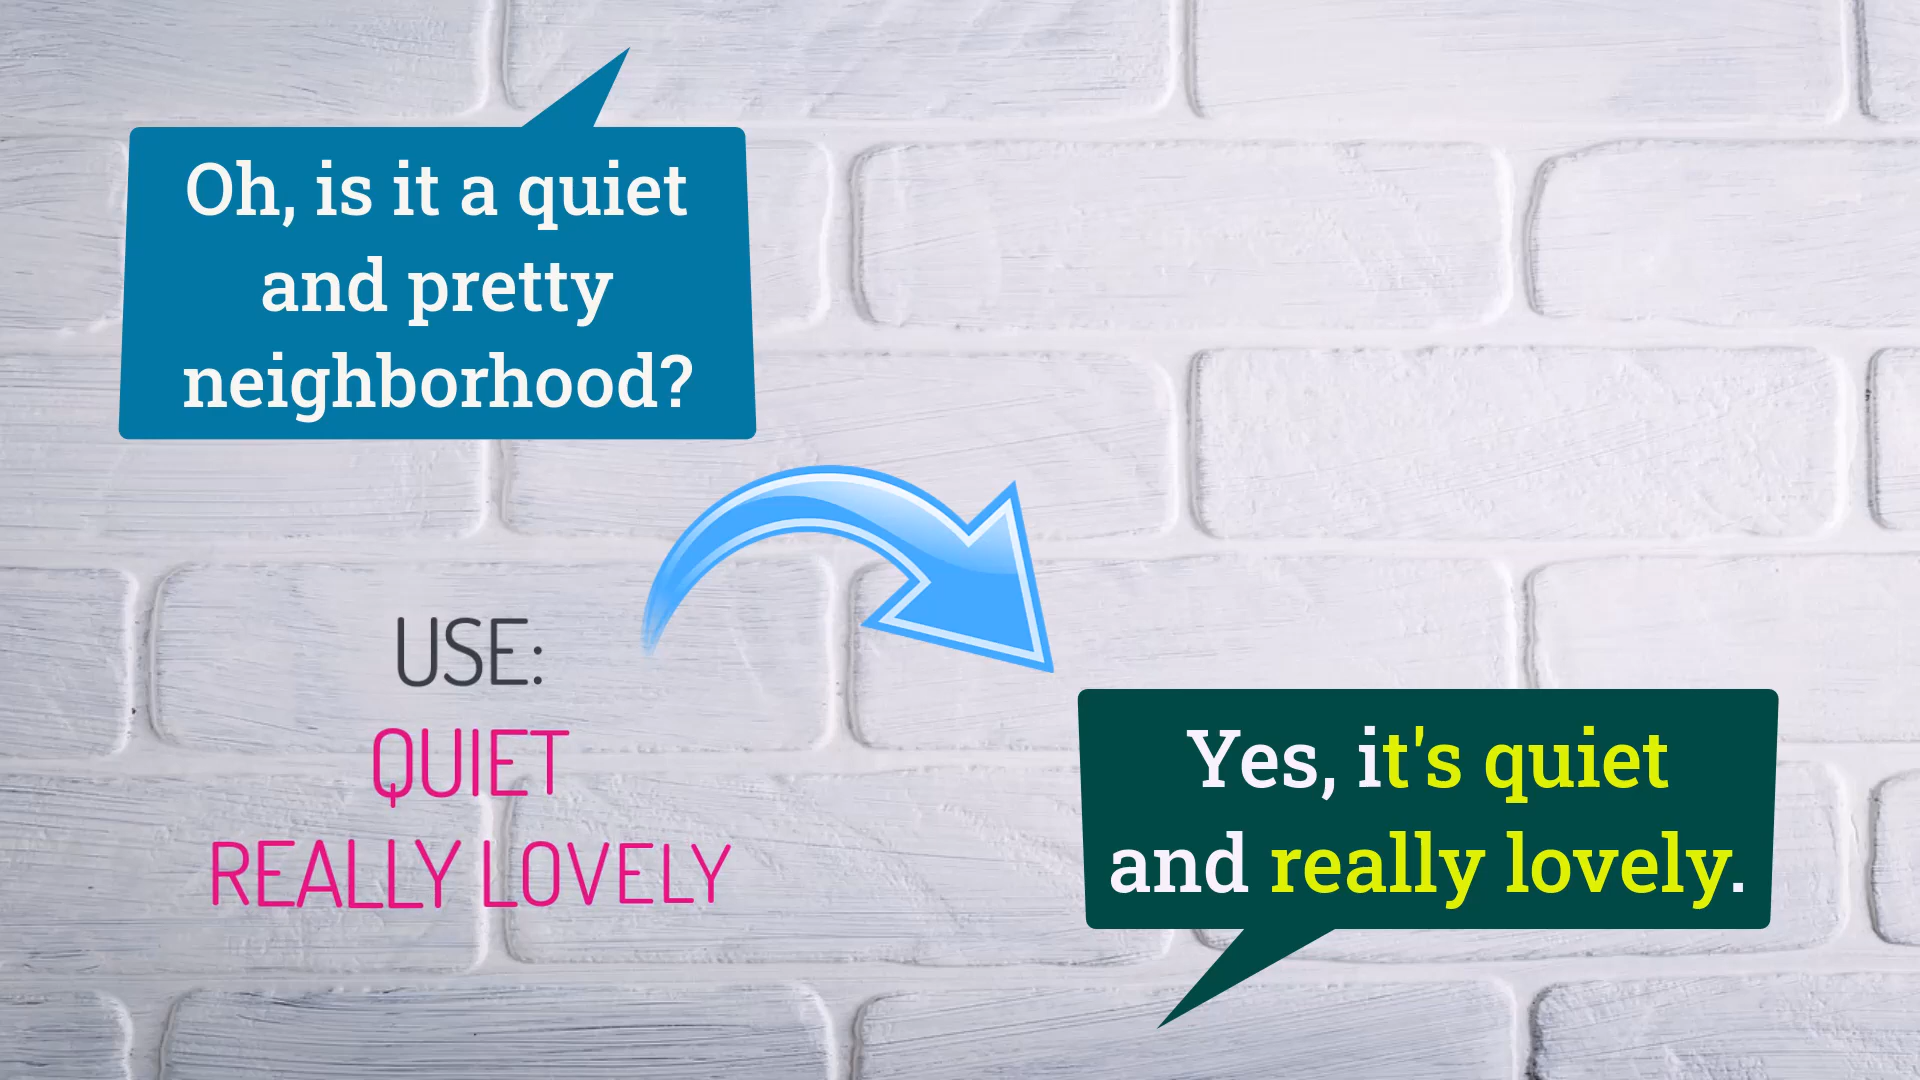 Oh, is it a quiet
and pretty
neighborhood?
USE:
QUIET
REALLY LOVELY
Yes, it's quiet
and really lovely.